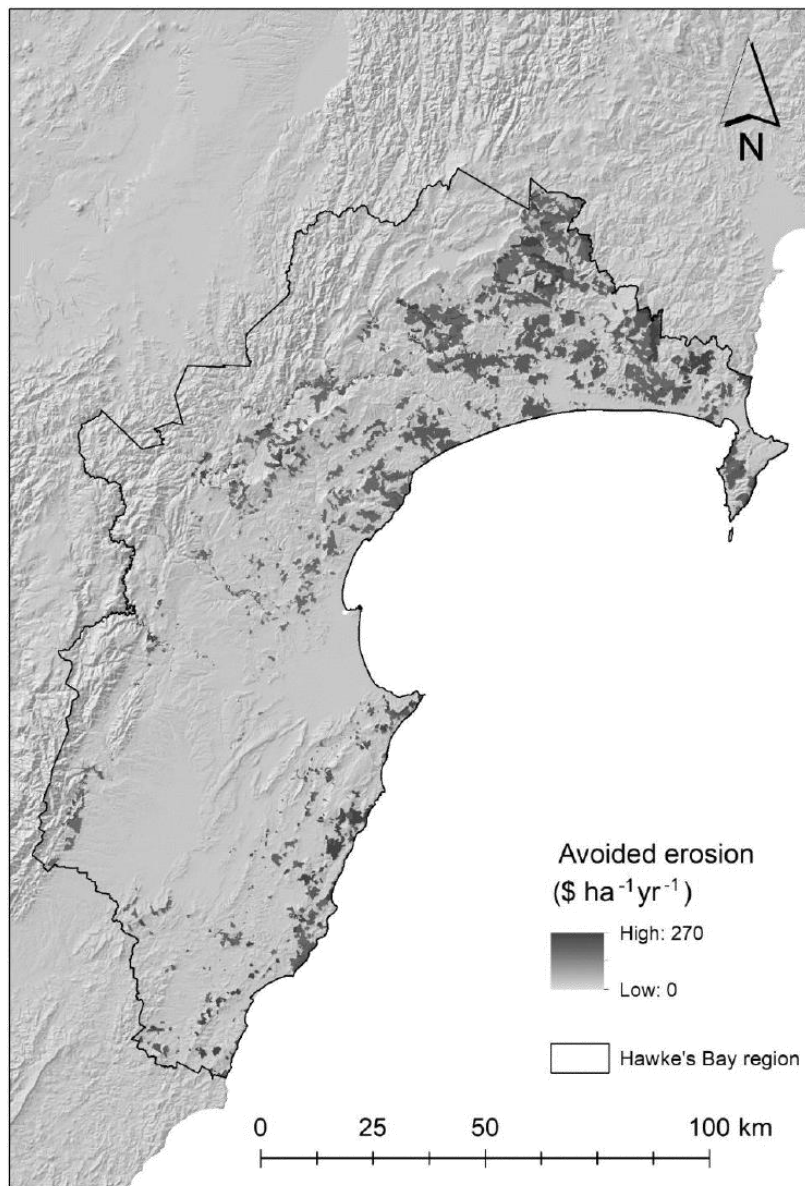 N
Avoided erosion
($ ha⁻¹yr⁻¹)
High: 270
Low: 0
Hawke's Bay region
0 25 50 100 km